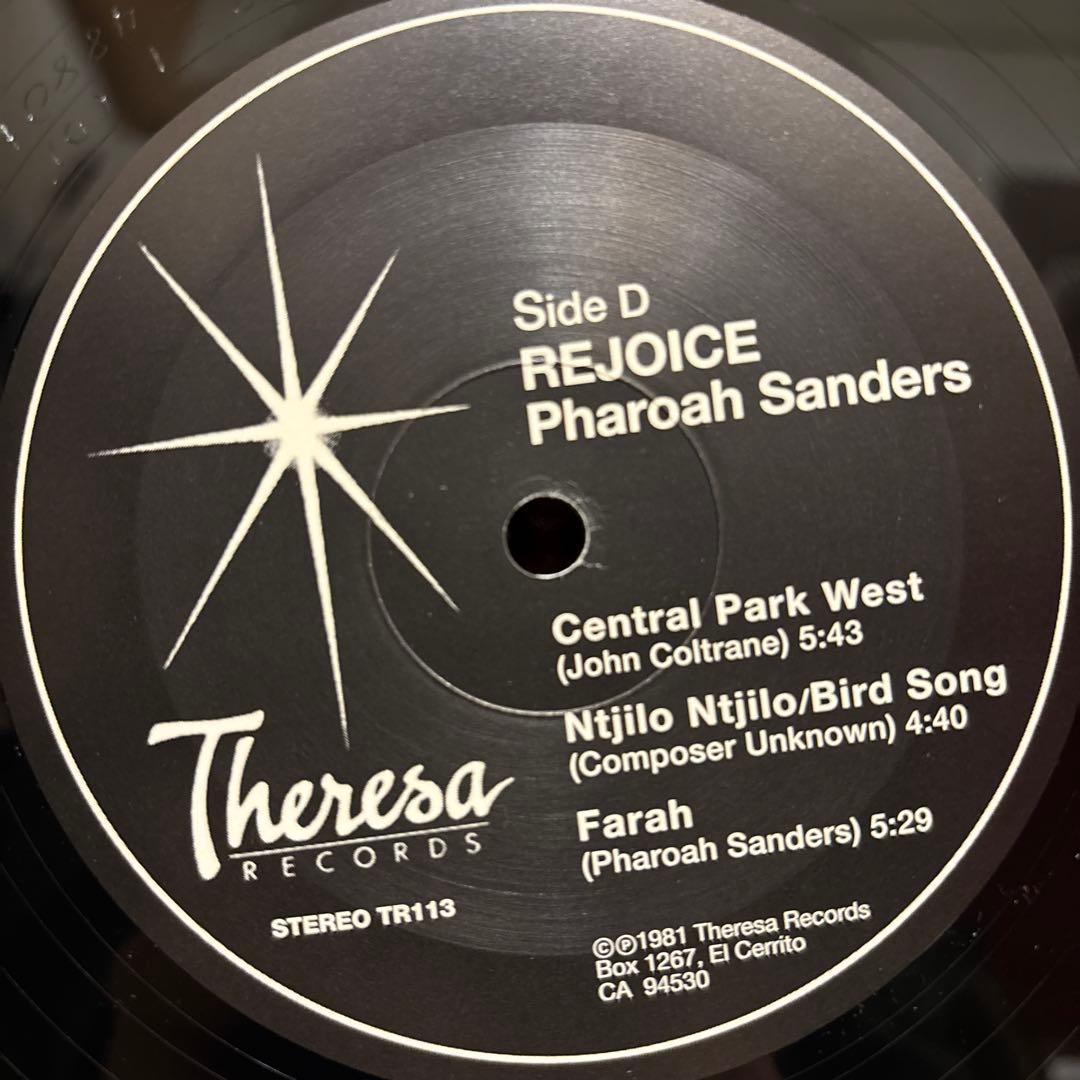 Side D
REJOICE
Pharoah Sanders
Central Park West
(John Coltrane) 5:43
Ntjilo Ntjilo/Bird Song
(Composer Unknown) 4:40
Farah
(Pharoah Sanders) 5:29
Theresa
RECORDS
STEREO TR113
©℗1981 Theresa Records
Box 1267, El Cerrito
CA 94530